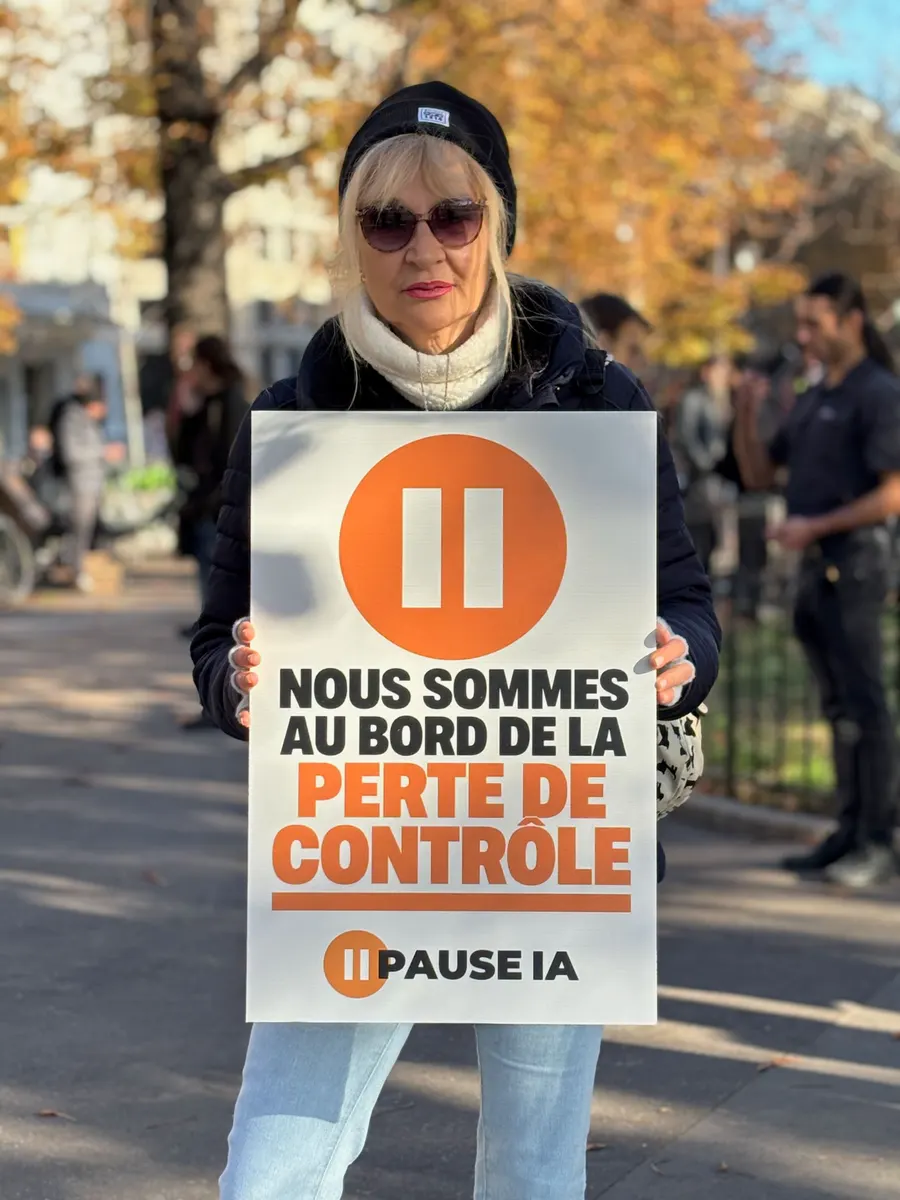 NOUS SOMMES
AU BORD DE LA
PERTE DE
CONTRÔLE
PAUSE IA